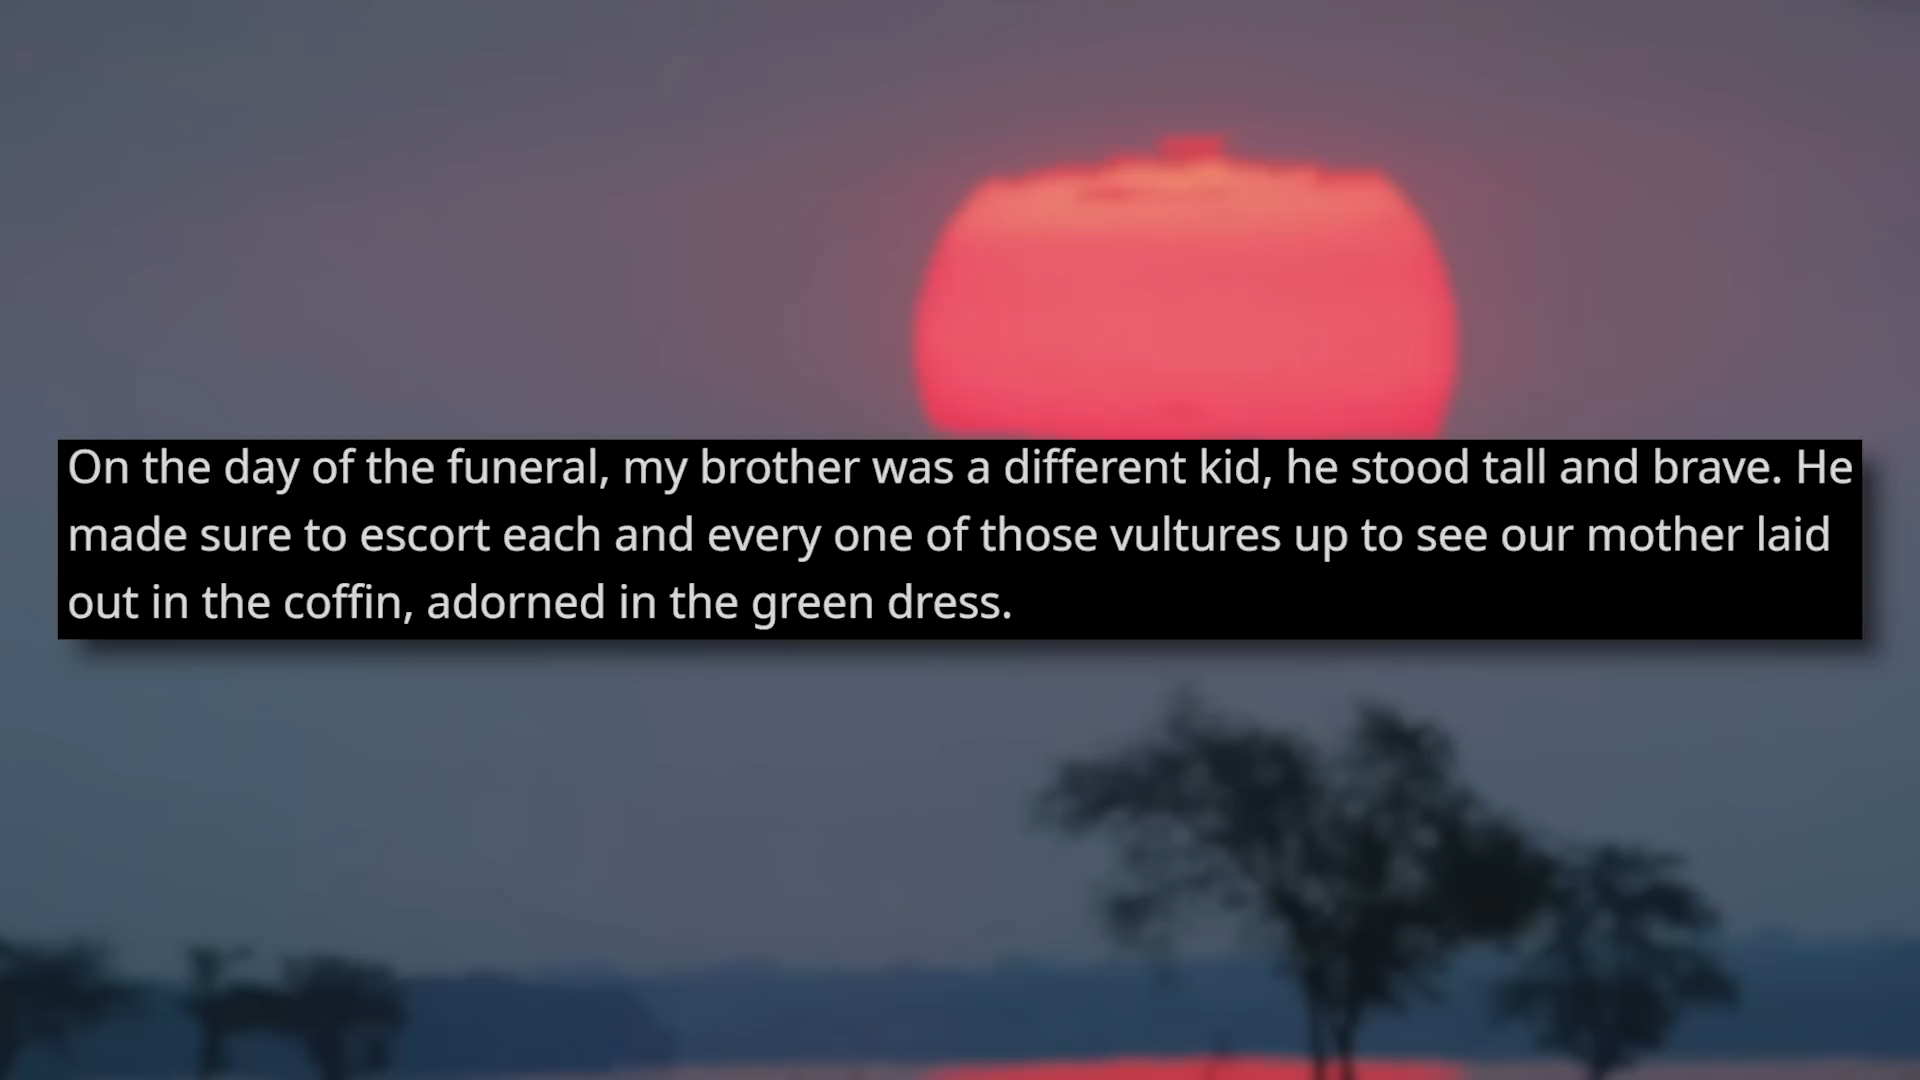 On the day of the funeral, my brother was a different kid, he stood tall and brave. He
made sure to escort each and every one of those vultures up to see our mother laid
out in the coffin, adorned in the green dress.